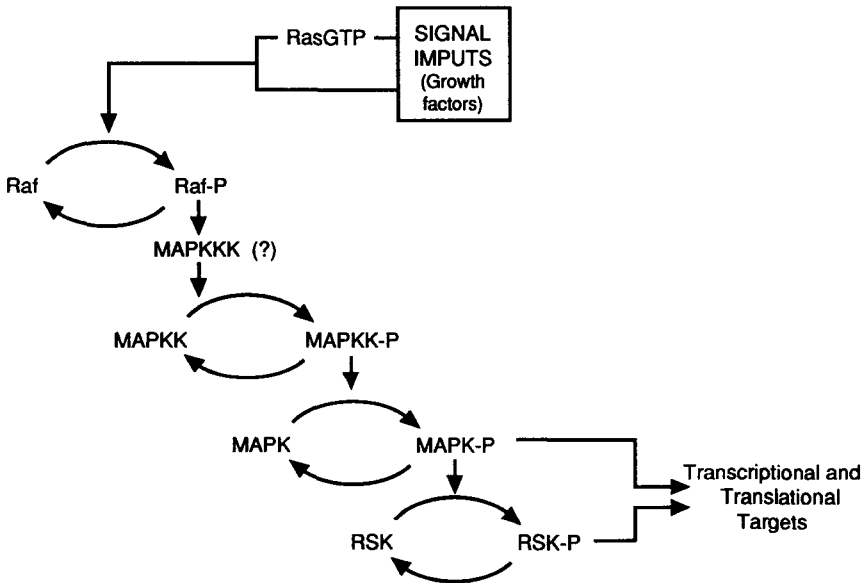 RasGTP
SIGNAL
IMPUTS
(Growth
factors)
Raf
Raf-P
MAPKKK (?)
MAPKK
MAPKK-P
MAPK
MAPK-P
Transcriptional and
Translational
Targets
RSK
RSK-P